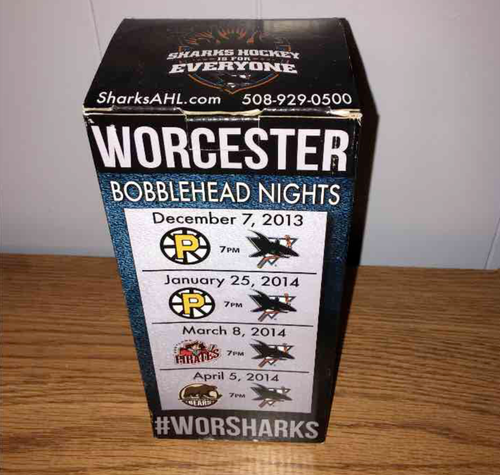 SHARKS HOCKEY
IS FOR
EVERYONE
SharksAHL.com 508-929-0500
WORCESTER
BOBBLEHEAD NIGHTS
December 7, 2013
P 7PM
January 25, 2014
P 7PM
March 8, 2014
PIRATES 7PM
April 5, 2014
BEARS 7PM
#WORSHARKS